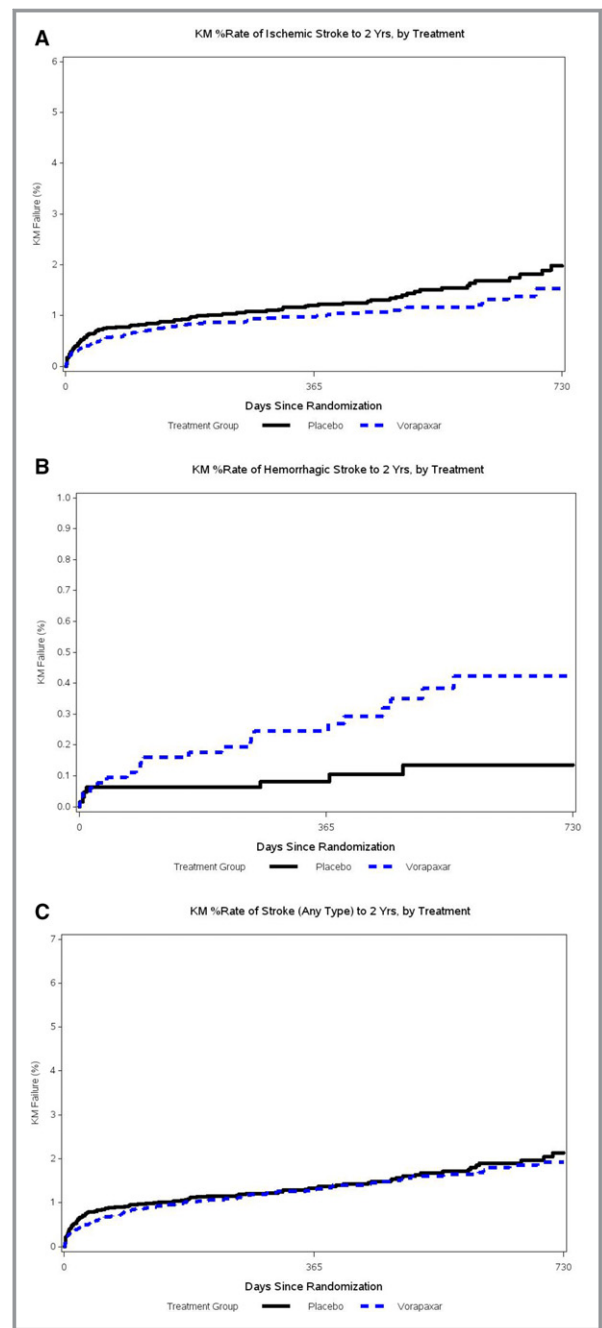 A
KM %Rate of Ischemic Stroke to 2 Yrs, by Treatment
6
5
4
3
2
1
0
KM Failure (%)
0 365 730
Days Since Randomization
Treatment Group Placebo Vorapaxar
B
KM %Rate of Hemorrhagic Stroke to 2 Yrs, by Treatment
1.0
0.9
0.8
0.7
0.6
0.5
0.4
0.3
0.2
0.1
0.0
KM Failure (%)
0 365 730
Days Since Randomization
Treatment Group Placebo Vorapaxar
C
KM %Rate of Stroke (Any Type) to 2 Yrs, by Treatment
7
6
5
4
3
2
1
0
KM Failure (%)
0 365 730
Days Since Randomization
Treatment Group Placebo Vorapaxar